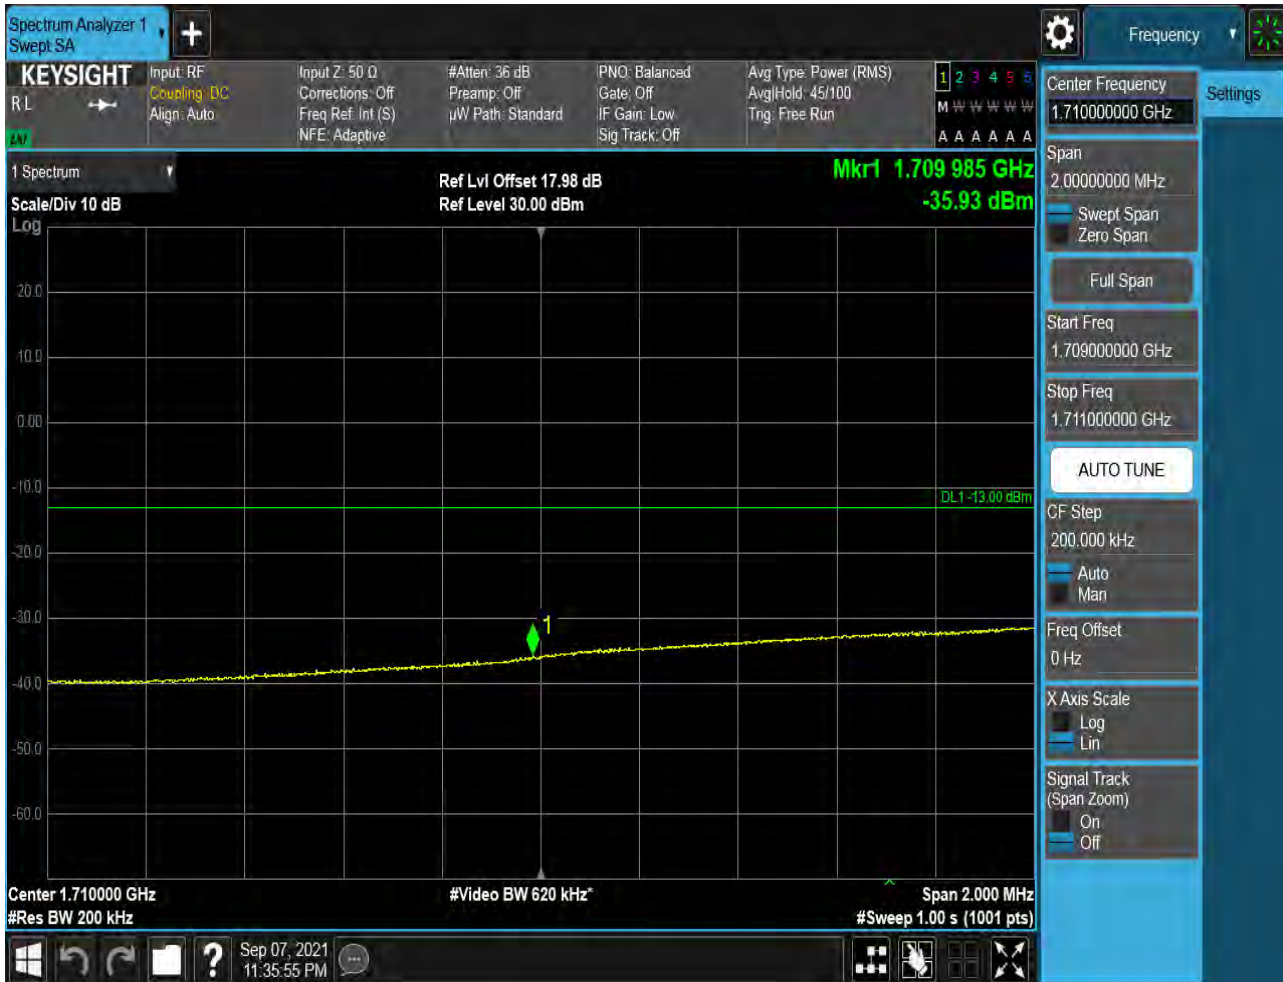 Spectrum Analyzer 1
Swept SA
Frequency
KEYSIGHT
R L
LNI
Input: RF
Coupling: DC
Align: Auto
Input Z: 50 Ω
Corrections: Off
Freq Ref: Int (S)
NFE: Adaptive
#Atten: 36 dB
Preamp: Off
µW Path: Standard
PNO: Balanced
Gate: Off
IF Gain: Low
Sig Track: Off
Avg Type: Power (RMS)
Avg|Hold: 45/100
Trig: Free Run
1 2 3 4 5 6
M W W W W W
A A A A A A
1 Spectrum
Scale/Div 10 dB
Log
Ref Lvl Offset 17.98 dB
Ref Level 30.00 dBm
Mkr1 1.709 985 GHz
-35.93 dBm
20.0
10.0
0.00
-10.0
-20.0
-30.0
-40.0
-50.0
-60.0
DL1 -13.00 dBm
1
Center 1.710000 GHz
#Res BW 200 kHz
#Video BW 620 kHz*
Span 2.000 MHz
#Sweep 1.00 s (1001 pts)
Sep 07, 2021
11:35:55 PM
Center Frequency
1.710000000 GHz
Span
2.00000000 MHz
Swept Span
Zero Span
Full Span
Start Freq
1.709000000 GHz
Stop Freq
1.711000000 GHz
AUTO TUNE
CF Step
200.000 kHz
Auto
Man
Freq Offset
0 Hz
X Axis Scale
Log
Lin
Signal Track
(Span Zoom)
On
Off
Settings